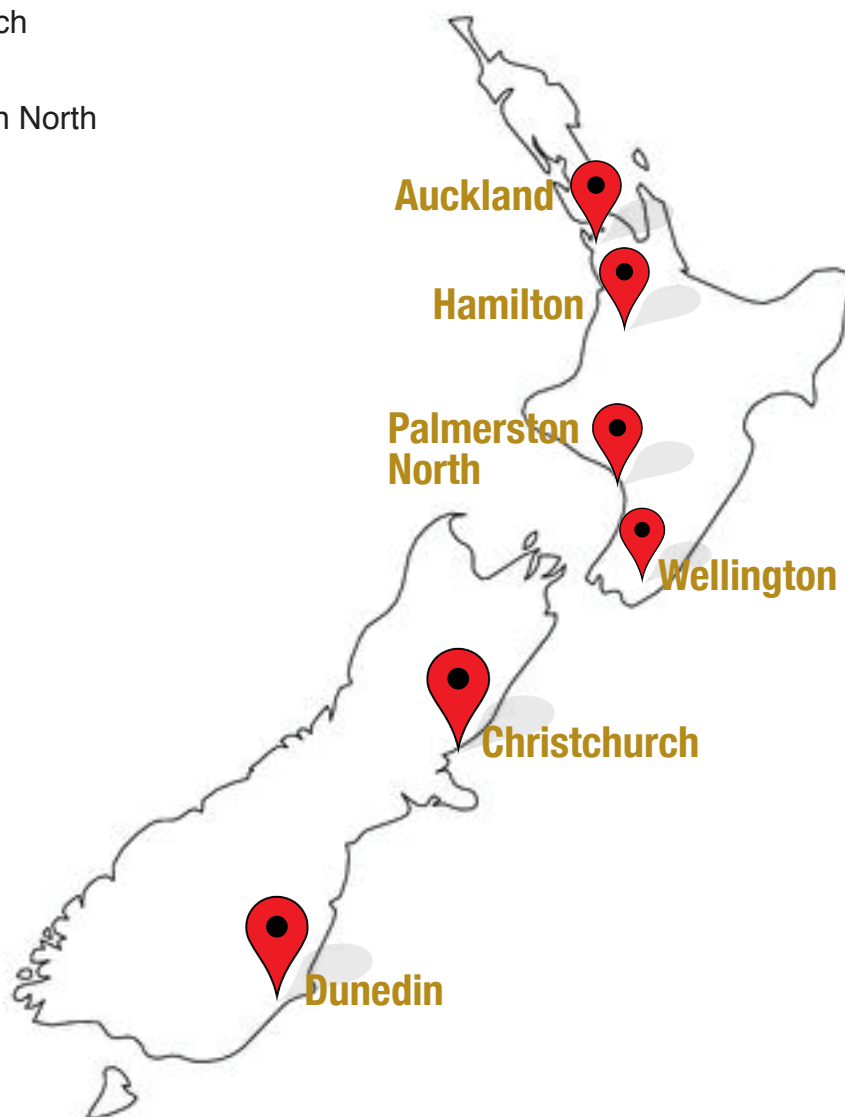 ch
n North
Auckland
Hamilton
Palmerston
North
Wellington
Christchurch
Dunedin